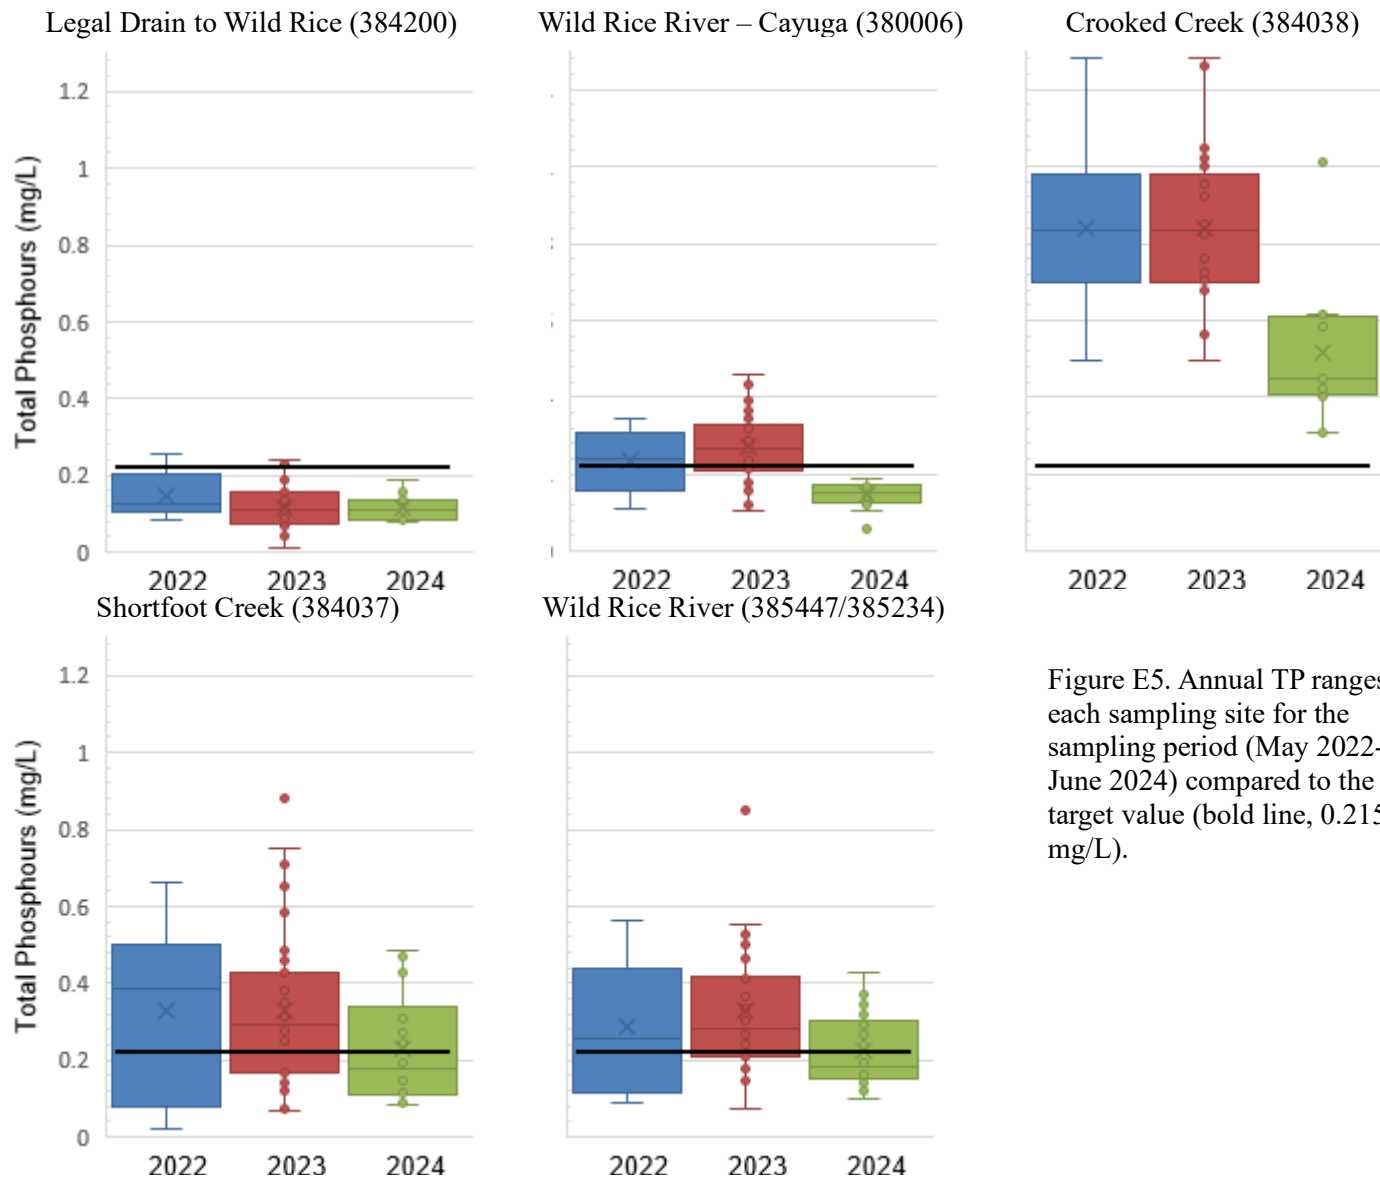 Legal Drain to Wild Rice (384200)
Wild Rice River – Cayuga (380006)
Crooked Creek (384038)
Total Phosphours (mg/L)
1.2
1
0.8
0.6
0.4
0.2
0
2022 2023 2024
2022 2023 2024
2022 2023 2024
Shortfoot Creek (384037)
Wild Rice River (385447/385234)
Total Phosphours (mg/L)
1.2
1
0.8
0.6
0.4
0.2
0
2022 2023 2024
2022 2023 2024
Figure E5. Annual TP ranges
each sampling site for the
sampling period (May 2022-
June 2024) compared to the
target value (bold line, 0.215
mg/L).